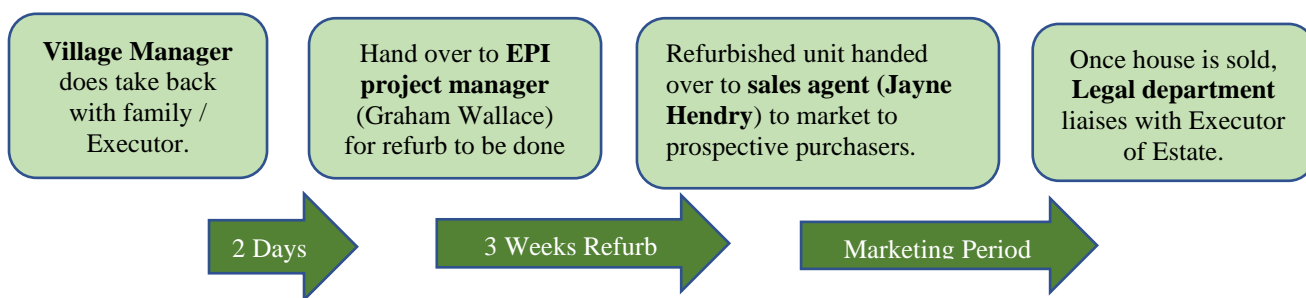 Village Manager
does take back
with family /
Executor.
Hand over to EPI
project manager
(Graham Wallace)
for refurb to be done
Refurbished unit handed
over to sales agent (Jayne
Hendry) to market to
prospective purchasers.
Once house is sold,
Legal department
liaises with Executor
of Estate.
2 Days
3 Weeks Refurb
Marketing Period